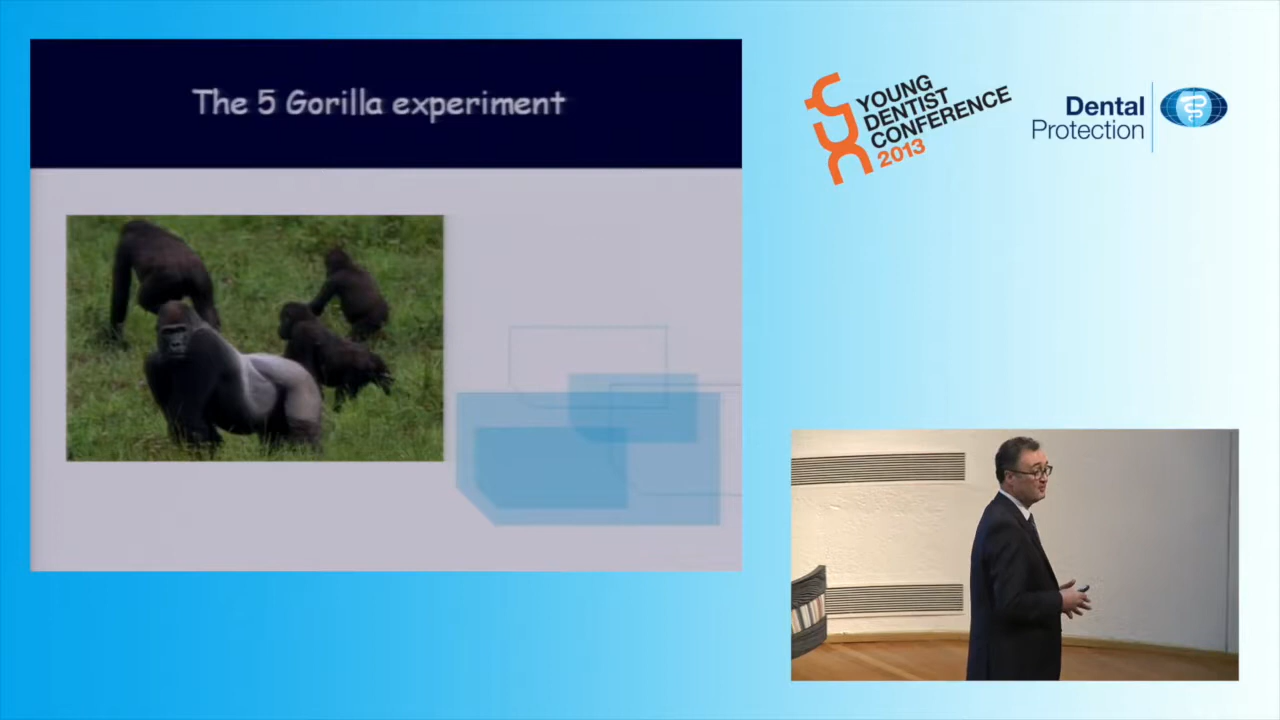 The 5 Gorilla experiment
YOUNG
DENTIST
CONFERENCE
2013
Dental
Protection